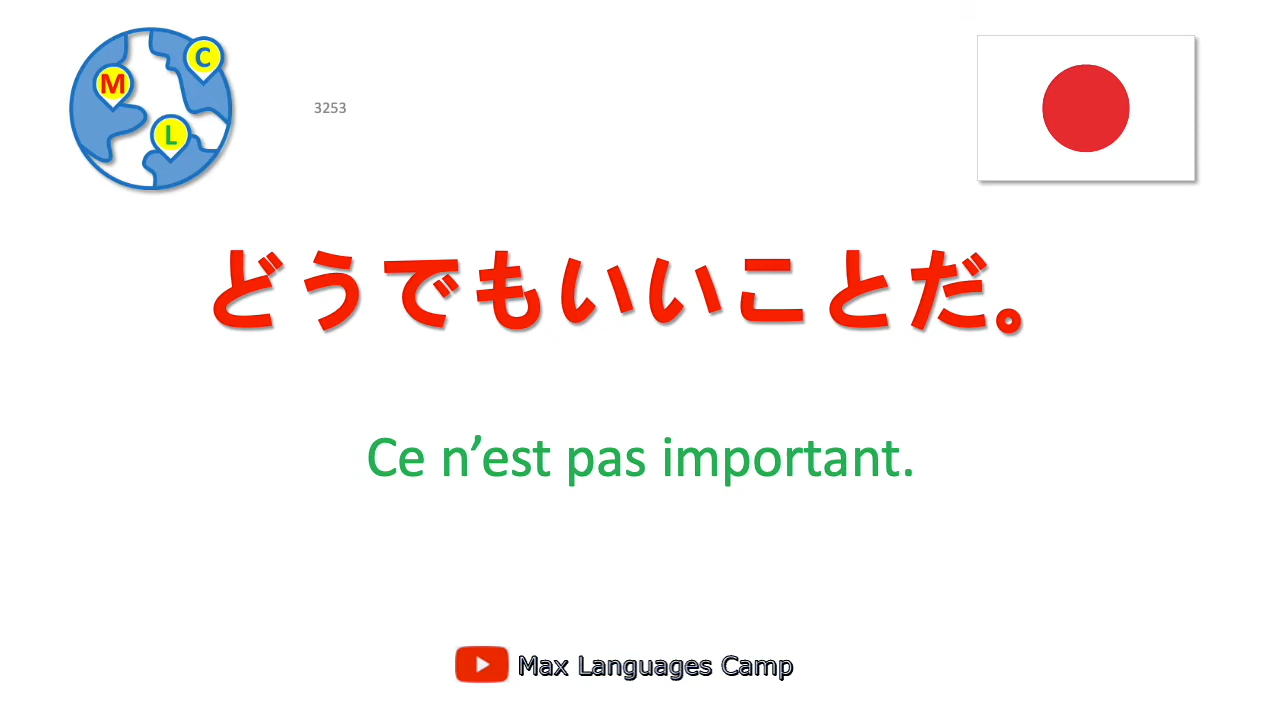 M
C
L
3253
どうでもいいことだ。
Ce n’est pas important.
Max Languages Camp